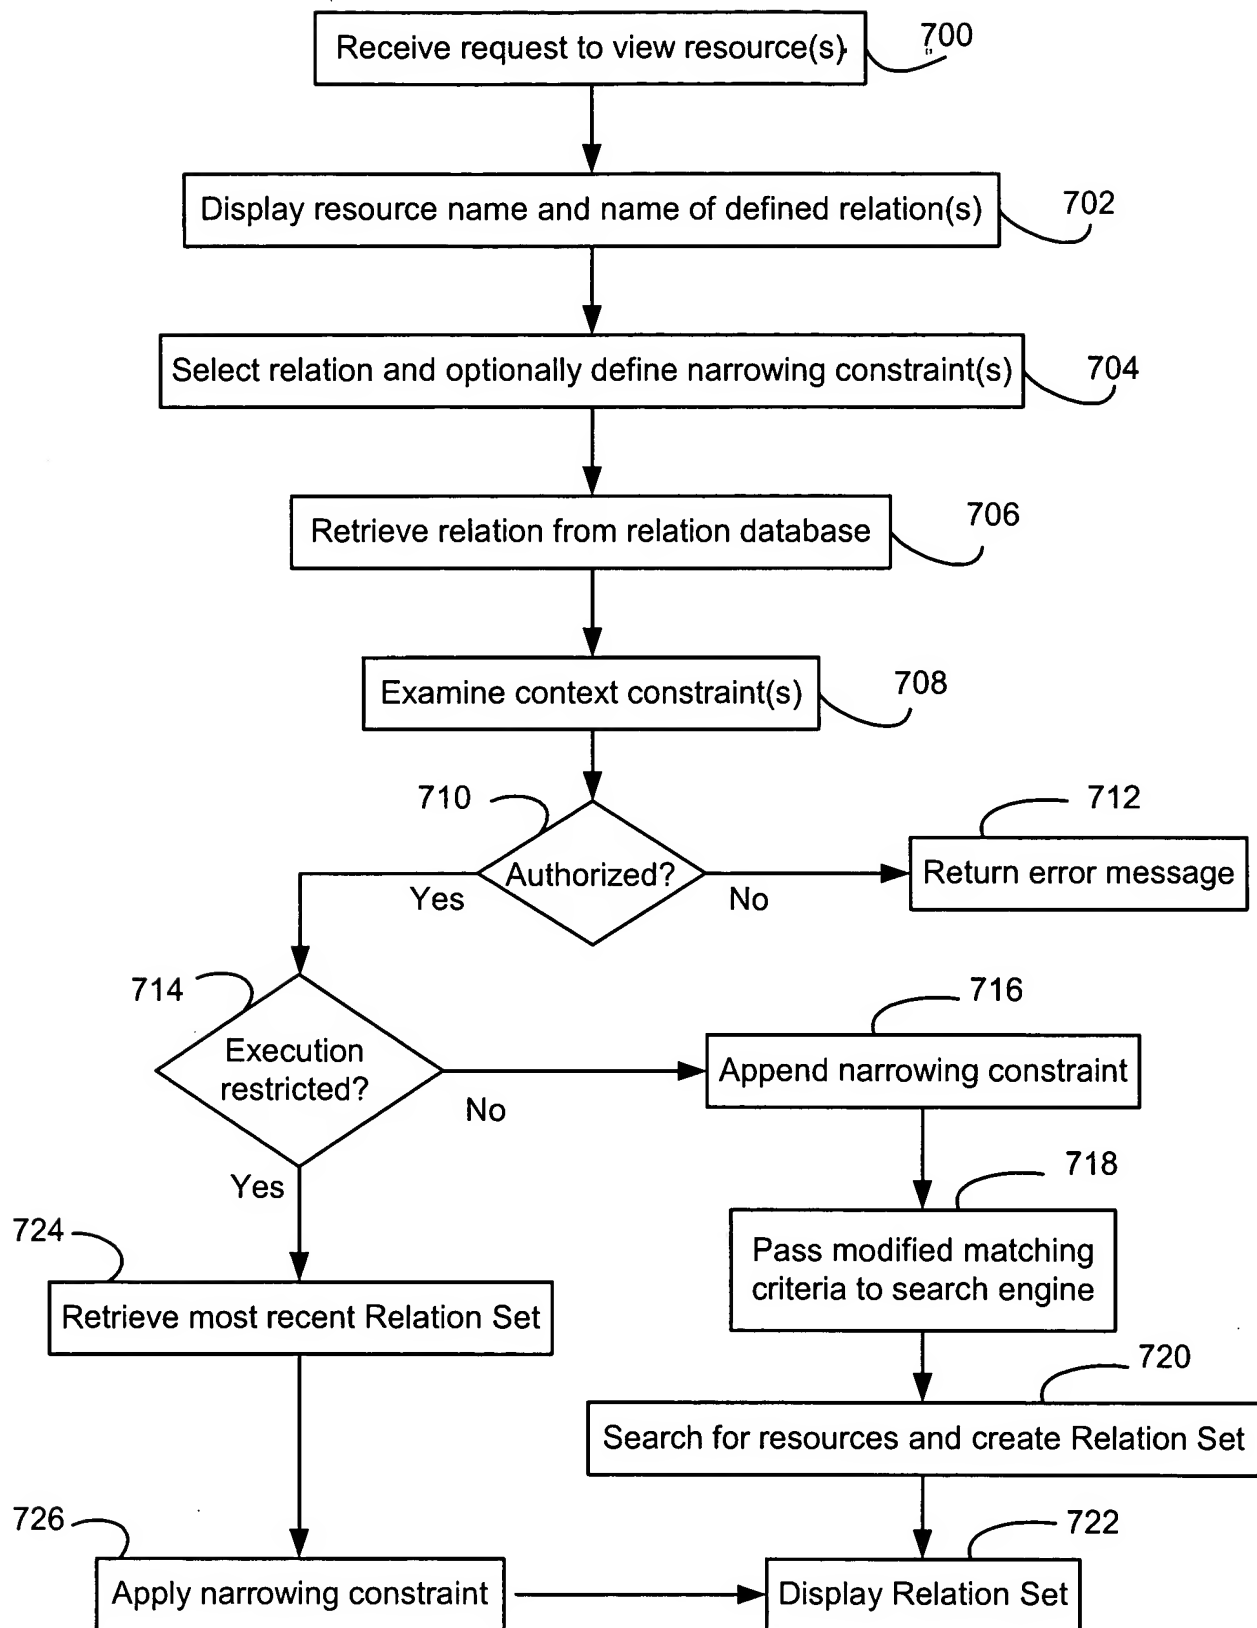 Receive request to view resource(s)
700
Display resource name and name of defined relation(s)
702
Select relation and optionally define narrowing constraint(s)
704
Retrieve relation from relation database
706
Examine context constraint(s)
708
710
Authorized?
Yes
No
712
Return error message
714
Execution
restricted?
No
Yes
716
Append narrowing constraint
718
Pass modified matching
criteria to search engine
724
Retrieve most recent Relation Set
720
Search for resources and create Relation Set
726
Apply narrowing constraint
722
Display Relation Set